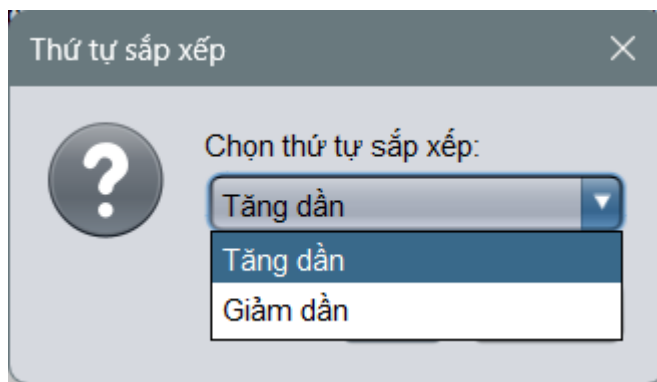 Thứ tự sắp xếp
Chọn thứ tự sắp xếp:
Tăng dần
Tăng dần
Giảm dần